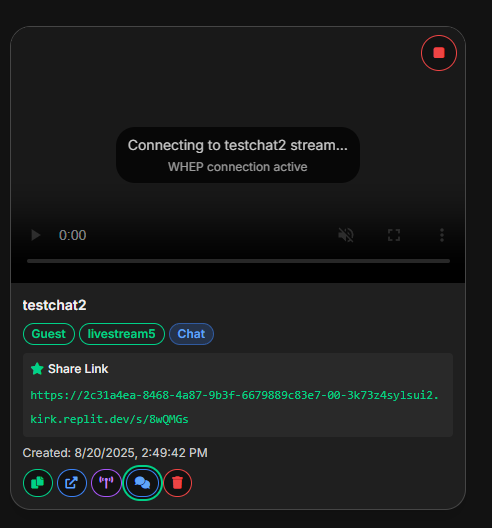 Connecting to testchat2 stream...
WHEP connection active
0:00
testchat2
Guest livestream5 Chat
Share Link
https://2c31a4ea-8468-4a87-9b3f-6679889c83e7-00-3k73z4sylsui2.
kirk.replit.dev/s/8wQMGs
Created: 8/20/2025, 2:49:42 PM